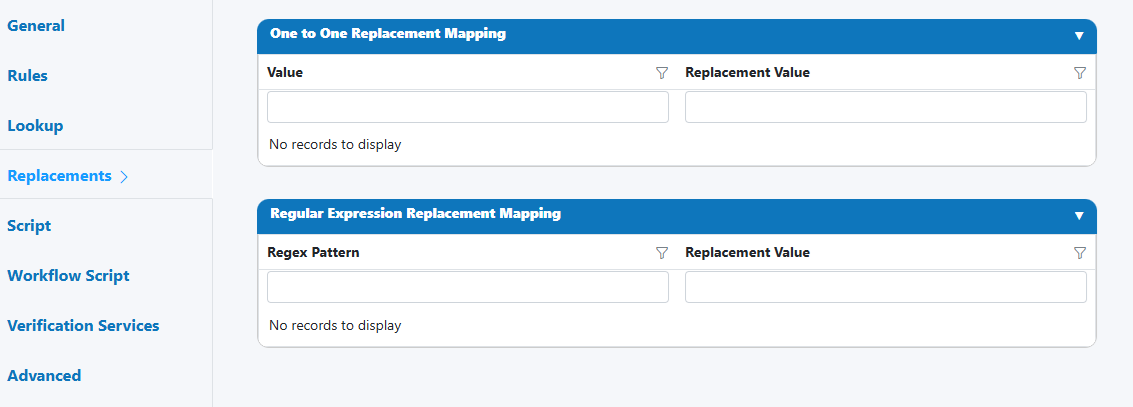 General
Rules
Lookup
Replacements
Script
Workflow Script
Verification Services
Advanced
One to One Replacement Mapping
Value Replacement Value
No records to display
Regular Expression Replacement Mapping
Regex Pattern Replacement Value
No records to display